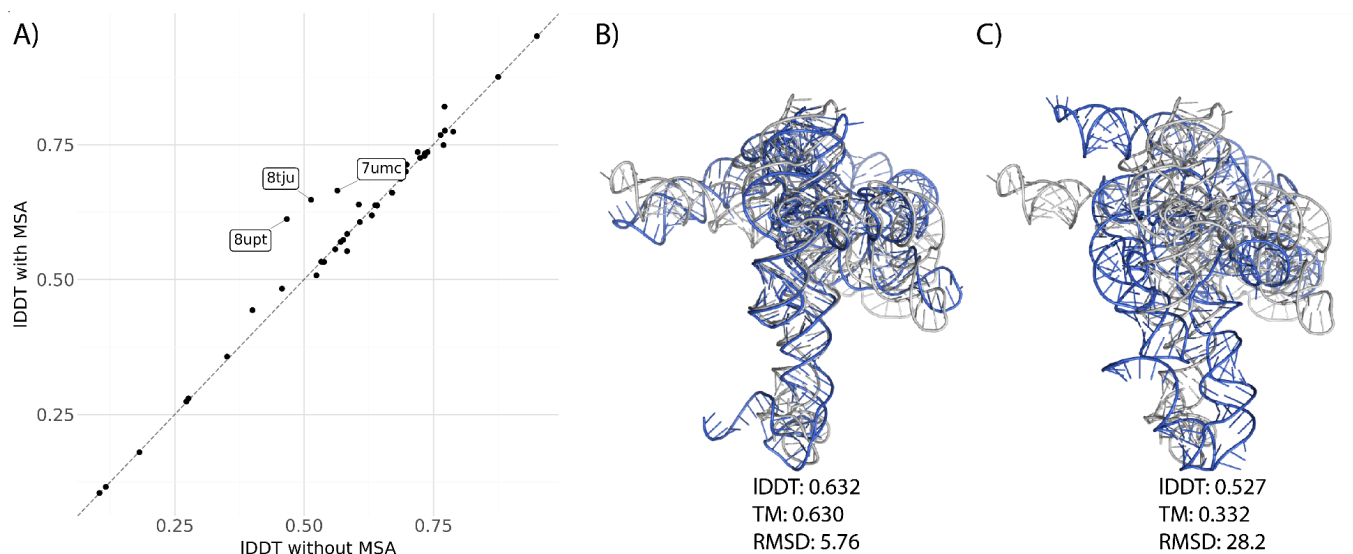 A)
B)
C)
lDDT with MSA
0.75
0.50
0.25
8tju
7umc
8upt
0.25
0.50
0.75
lDDT without MSA
lDDT: 0.632
TM: 0.630
RMSD: 5.76
lDDT: 0.527
TM: 0.332
RMSD: 28.2